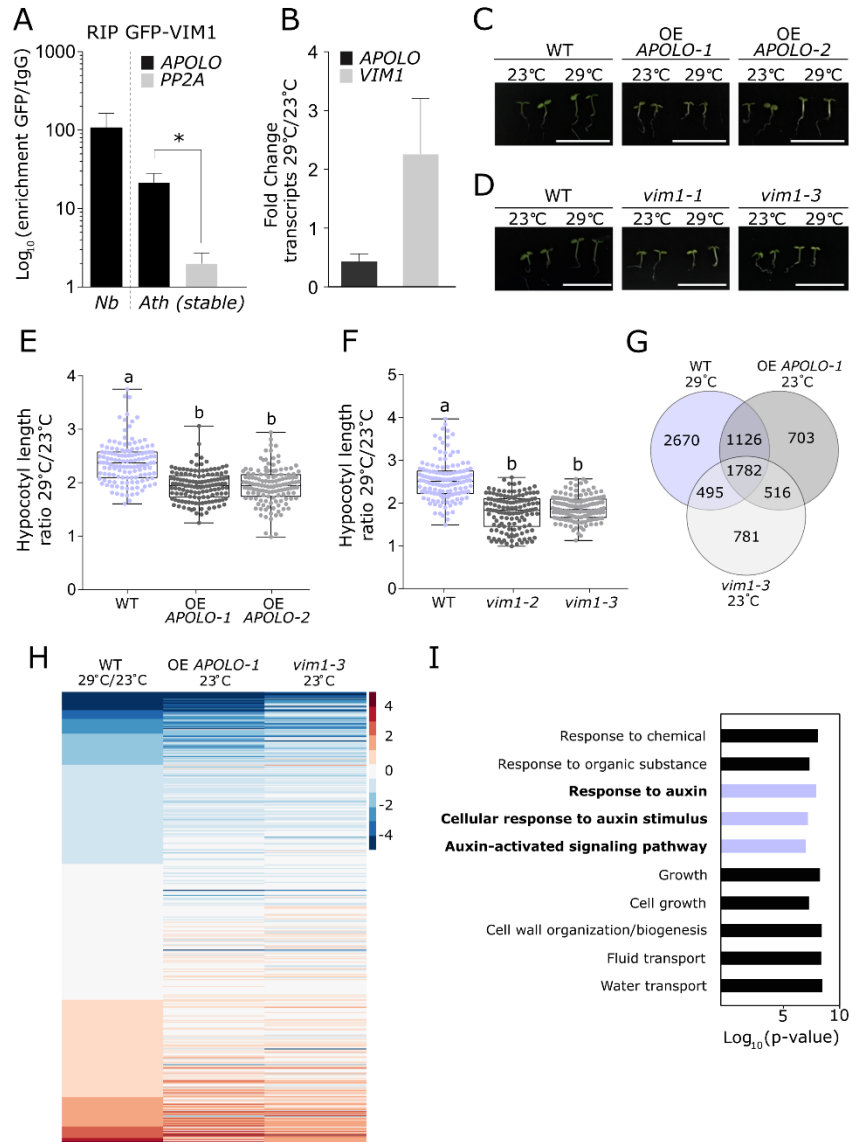 A
RIP GFP-VIM1
APOLO
PP2A
Log10(enrichment GFP/IgG)
1000
100
10
1
*
Nb
Ath (stable)
B
APOLO
VIM1
Fold Change
transcripts 29°C/23°C
4
3
2
1
0
C
WT
OE
APOLO-1
OE
APOLO-2
23°C 29°C 23°C 29°C 23°C 29°C
D
WT vim1-1 vim1-3
23°C 29°C 23°C 29°C 23°C 29°C
E
Hypocotyl length
ratio 29°C/23°C
4
3
2
1
0
a
b
b
WT
OE
APOLO-1
OE
APOLO-2
F
Hypocotyl length
ratio 29°C/23°C
5
4
3
2
1
0
a
b
b
WT vim1-2 vim1-3
G
WT
29°C
OE APOLO-1
23°C
2670 1126 703
1782
495 516
781
vim1-3
23°C
H
WT
29°C/23°C
OE APOLO-1
23°C
vim1-3
23°C
4
2
0
-2
-4
I
Response to chemical
Response to organic substance
Response to auxin
Cellular response to auxin stimulus
Auxin-activated signaling pathway
Growth
Cell growth
Cell wall organization/biogenesis
Fluid transport
Water transport
5 10
Log10(p-value)